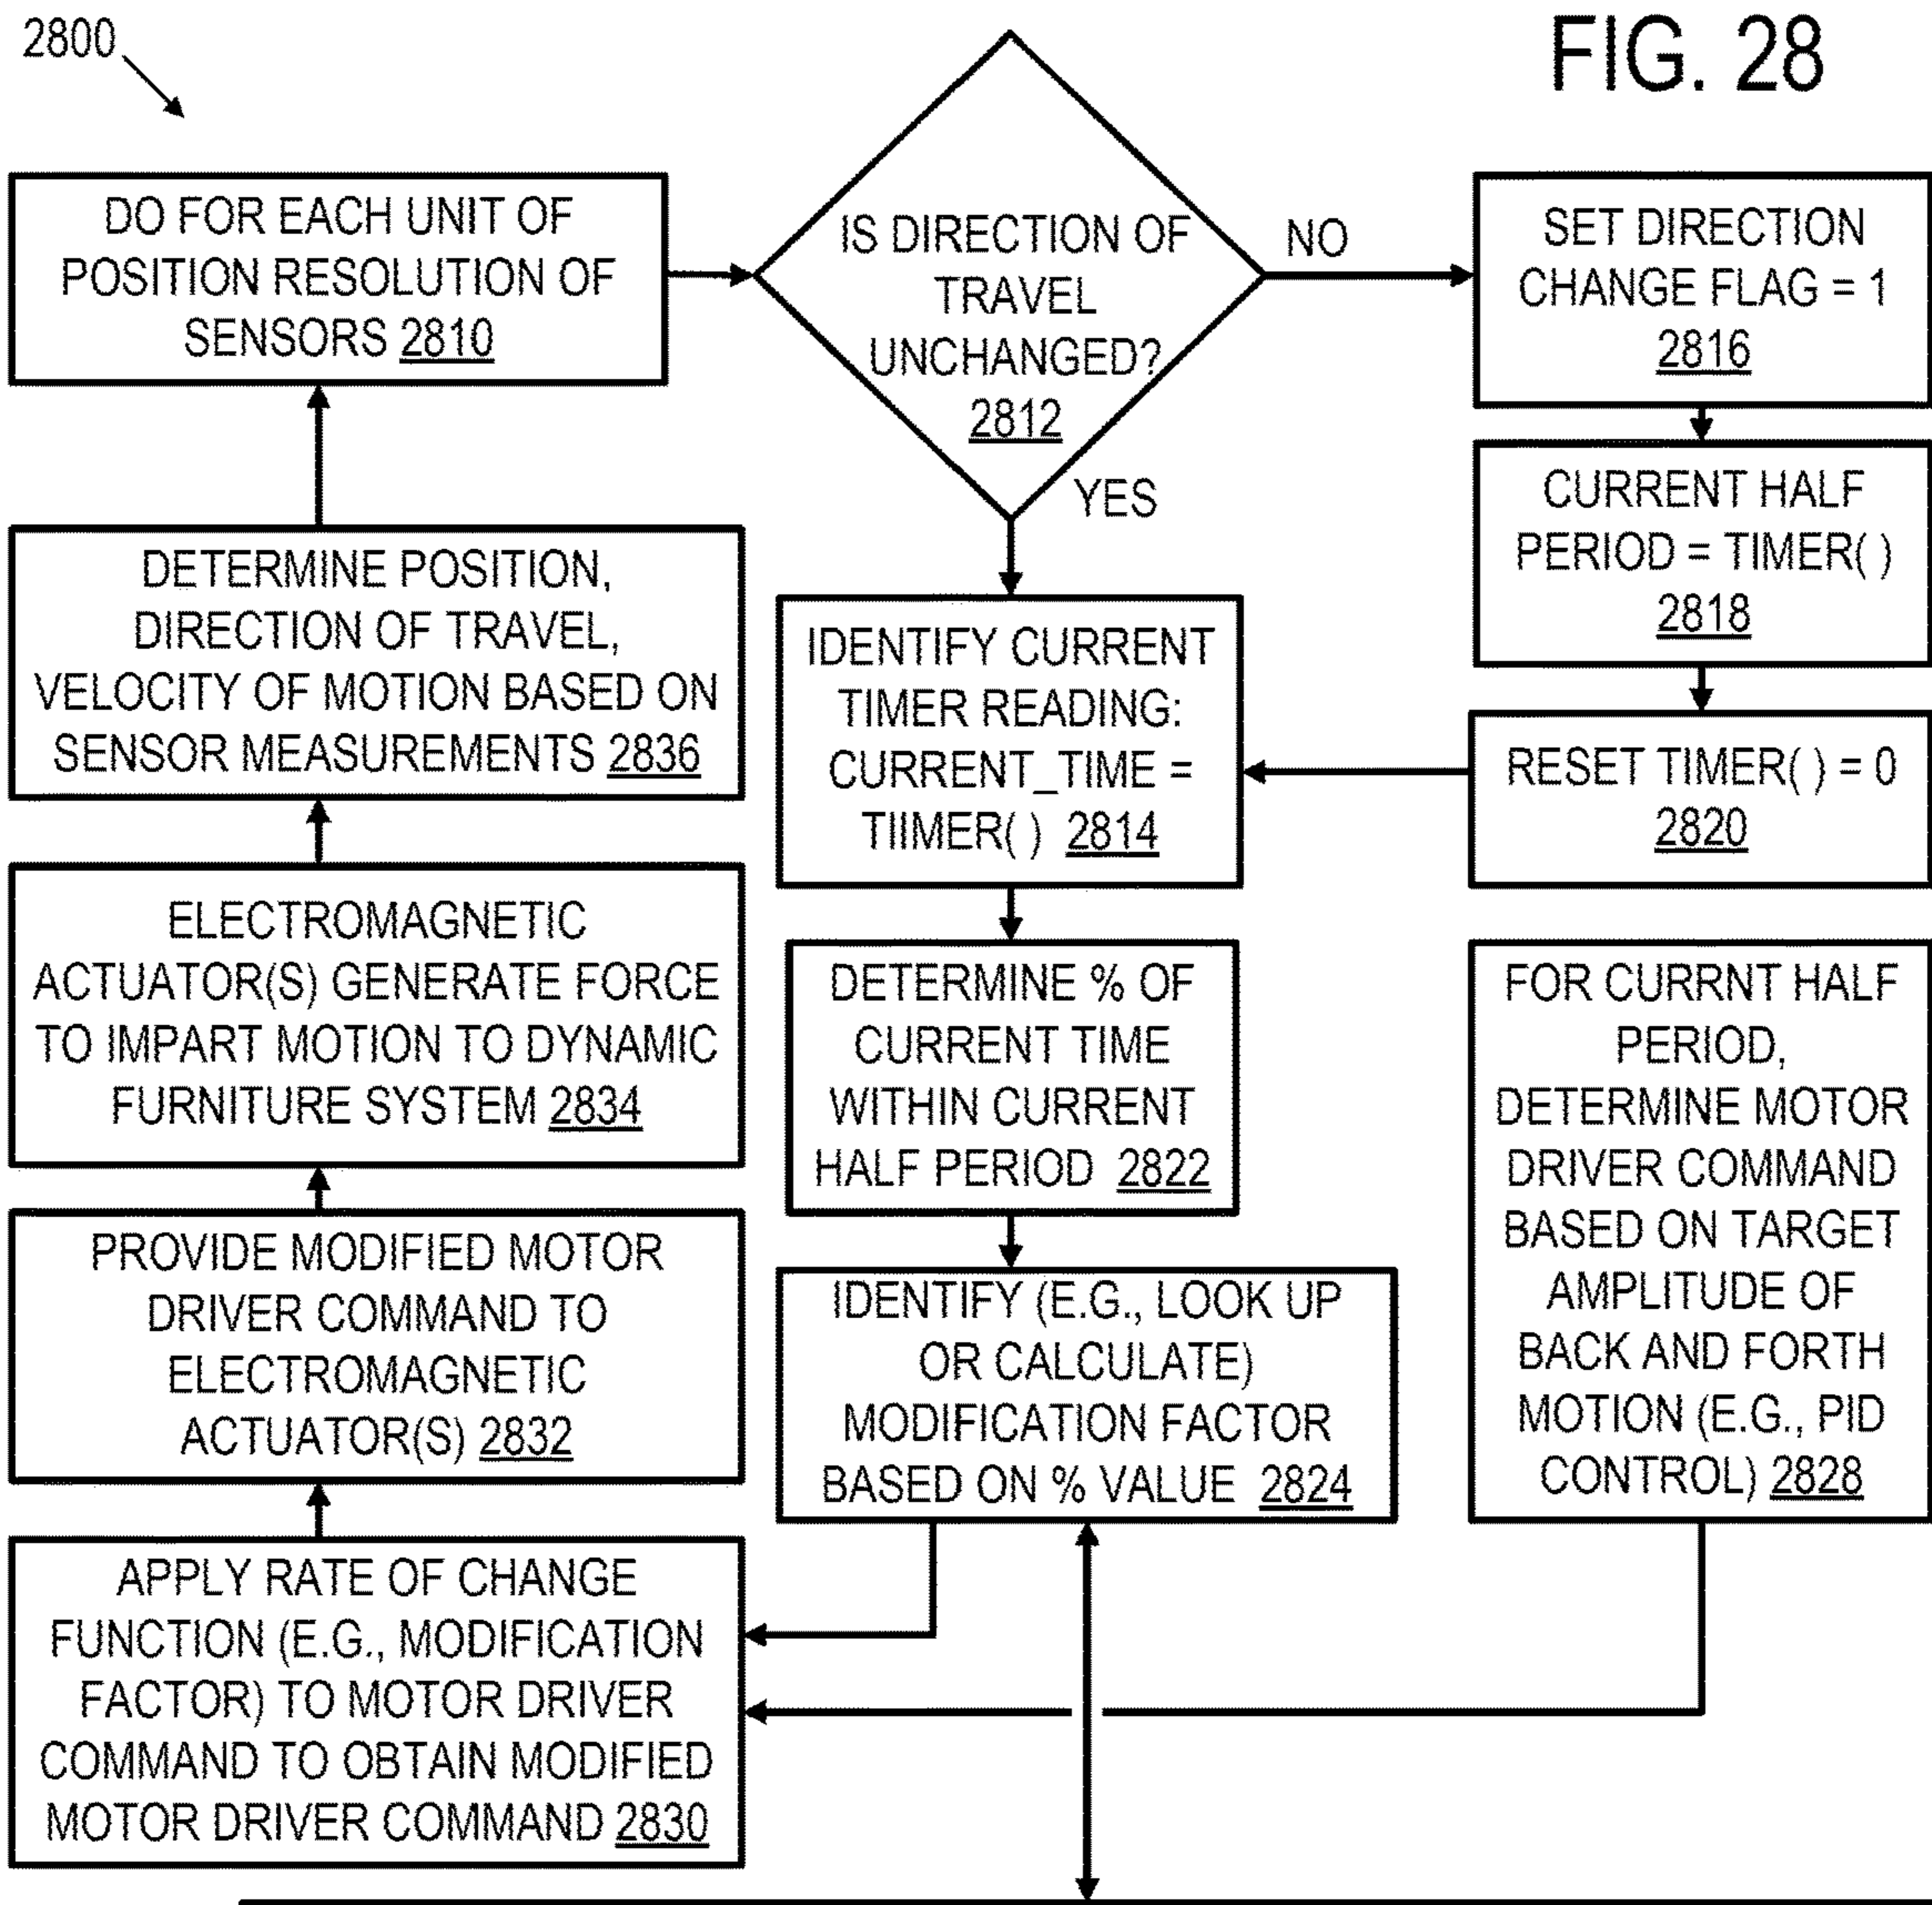 2800
FIG. 28
DO FOR EACH UNIT OF
POSITION RESOLUTION OF
SENSORS 2810
IS DIRECTION OF
TRAVEL
UNCHANGED?
2812
NO
YES
SET DIRECTION
CHANGE FLAG = 1
2816
CURRENT HALF
PERIOD = TIMER( )
2818
RESET TIMER( ) = 0
2820
IDENTIFY CURRENT
TIMER READING:
CURRENT_TIME =
TIIMER( ) 2814
DETERMINE % OF
CURRENT TIME
WITHIN CURRENT
HALF PERIOD 2822
IDENTIFY (E.G., LOOK UP
OR CALCULATE)
MODIFICATION FACTOR
BASED ON % VALUE 2824
FOR CURRNT HALF
PERIOD,
DETERMINE MOTOR
DRIVER COMMAND
BASED ON TARGET
AMPLITUDE OF
BACK AND FORTH
MOTION (E.G., PID
CONTROL) 2828
APPLY RATE OF CHANGE
FUNCTION (E.G., MODIFICATION
FACTOR) TO MOTOR DRIVER
COMMAND TO OBTAIN MODIFIED
MOTOR DRIVER COMMAND 2830
PROVIDE MODIFIED MOTOR
DRIVER COMMAND TO
ELECTROMAGNETIC
ACTUATOR(S) 2832
ELECTROMAGNETIC
ACTUATOR(S) GENERATE FORCE
TO IMPART MOTION TO DYNAMIC
FURNITURE SYSTEM 2834
DETERMINE POSITION,
DIRECTION OF TRAVEL,
VELOCITY OF MOTION BASED ON
SENSOR MEASUREMENTS 2836